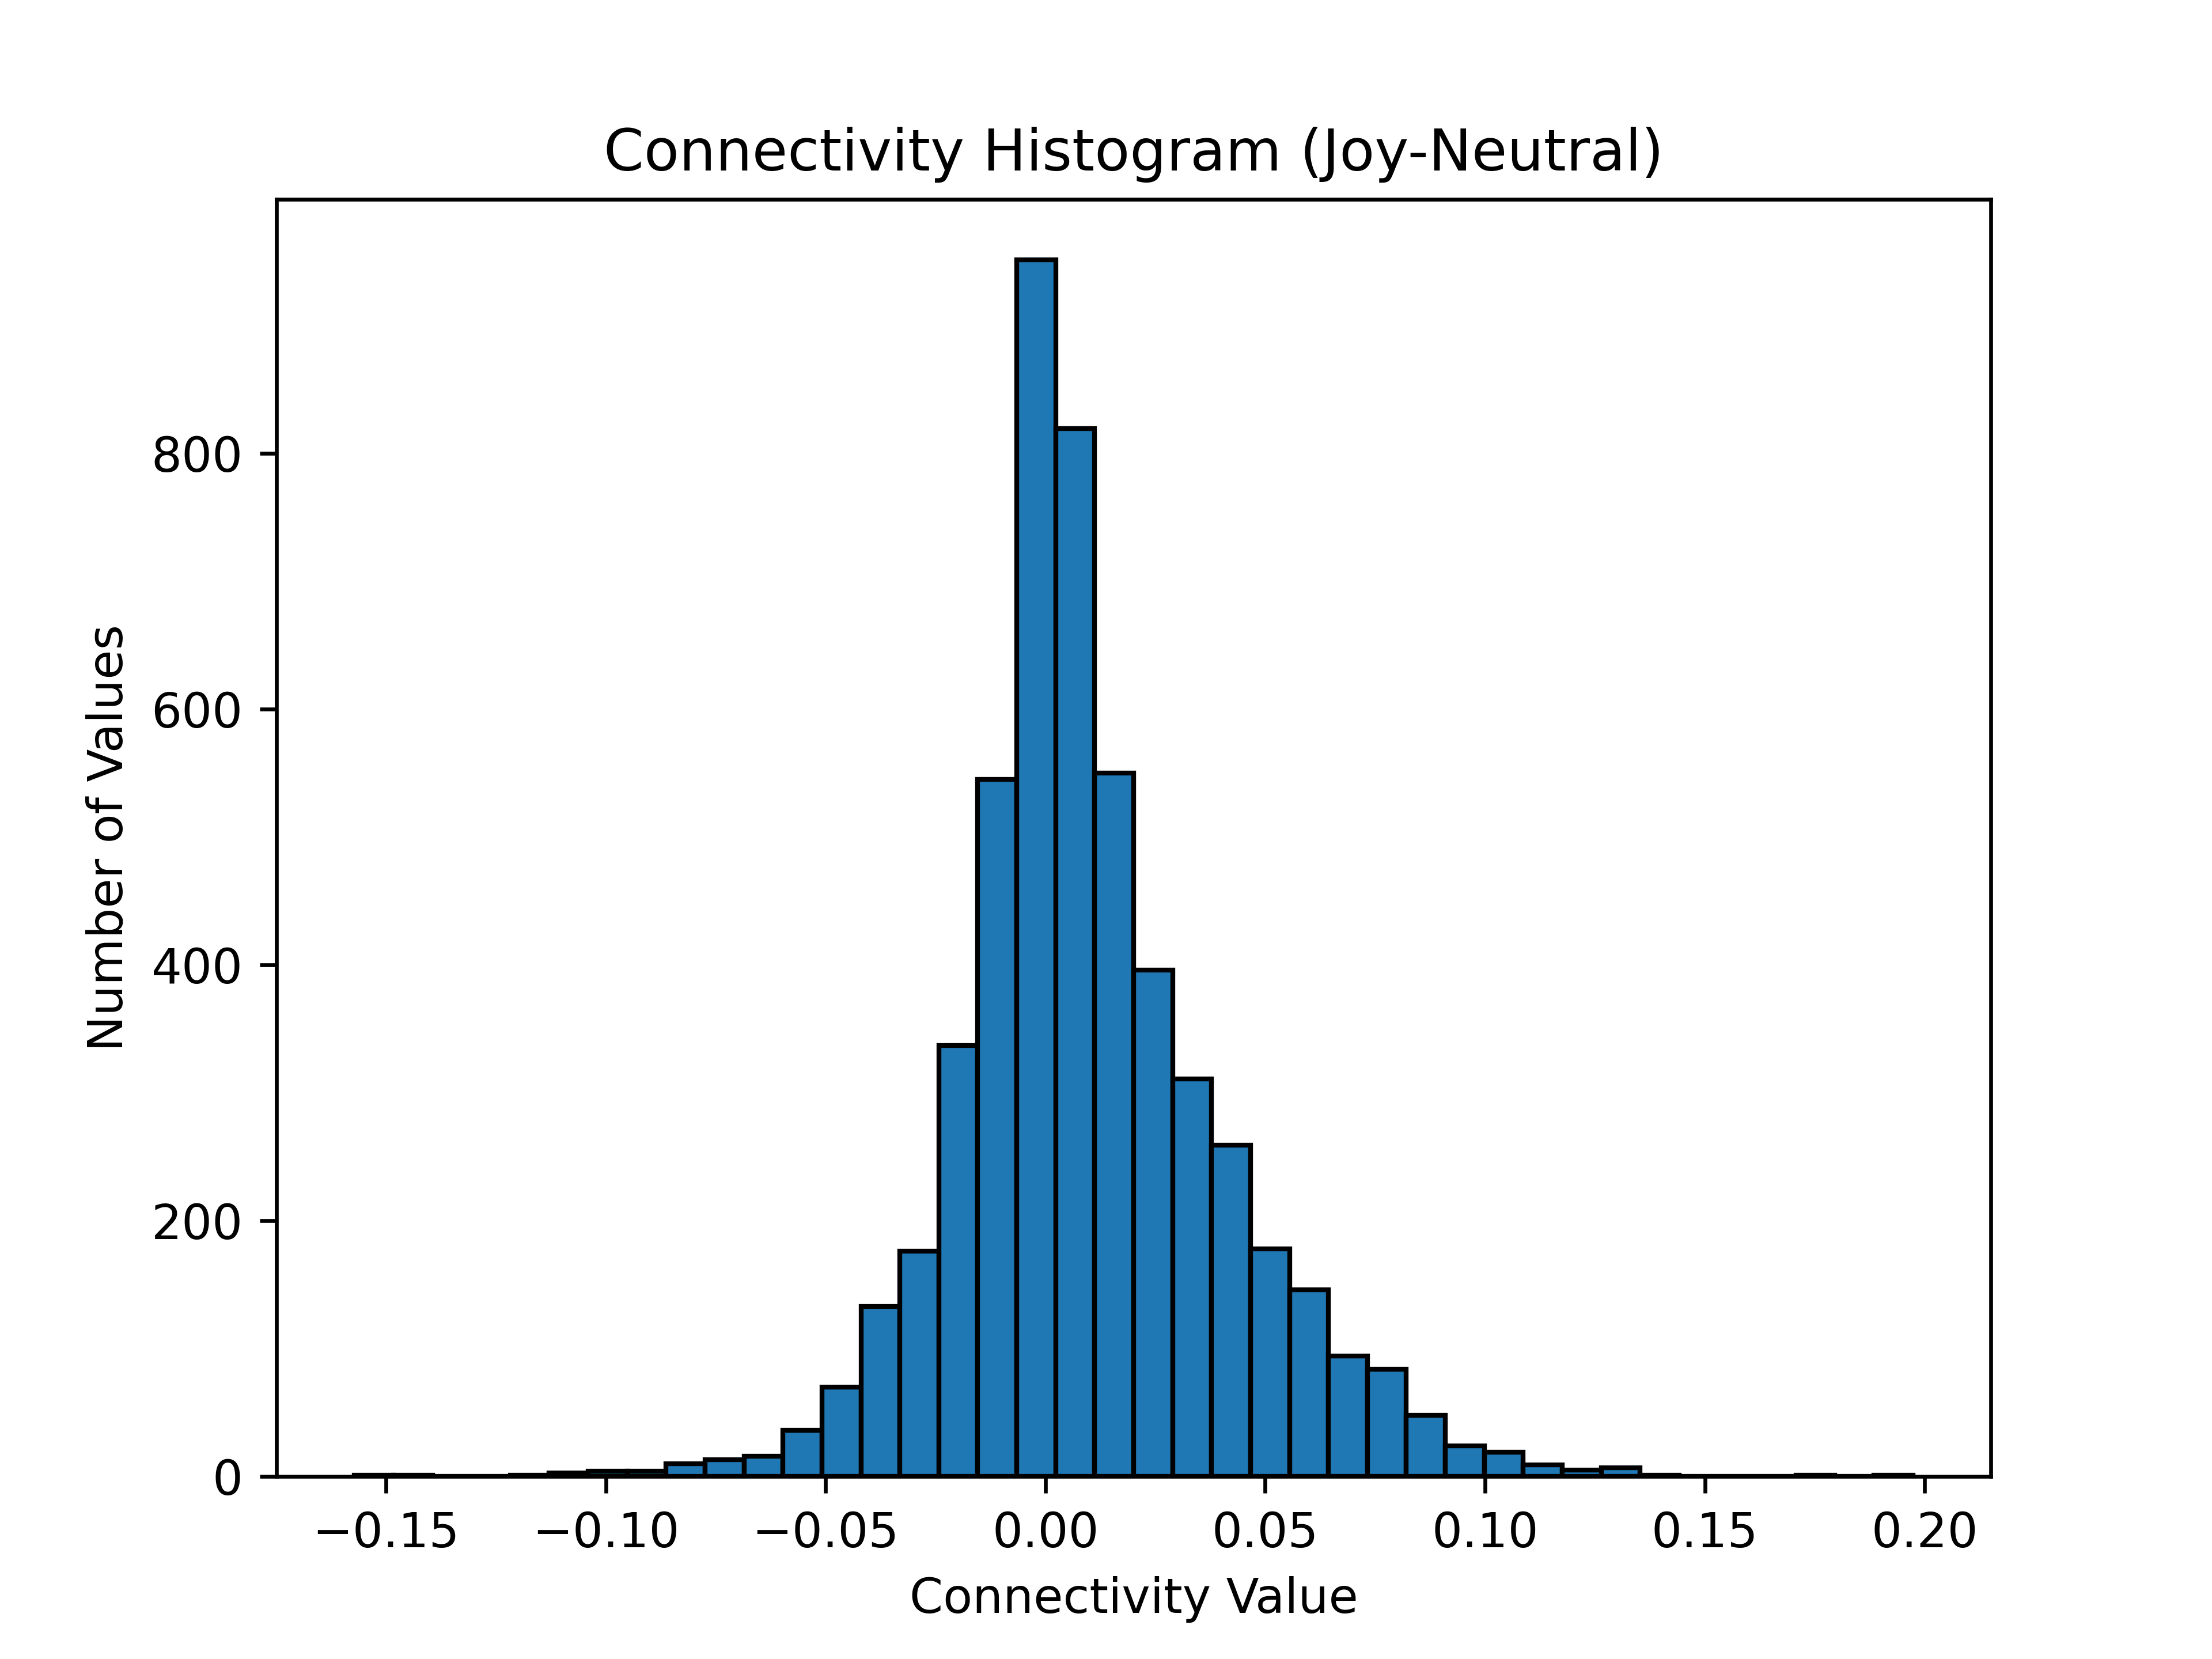 Connectivity Histogram (Joy-Neutral)
Number of Values
800
600
400
200
0
−0.15 −0.10 −0.05 0.00 0.05 0.10 0.15 0.20
Connectivity Value